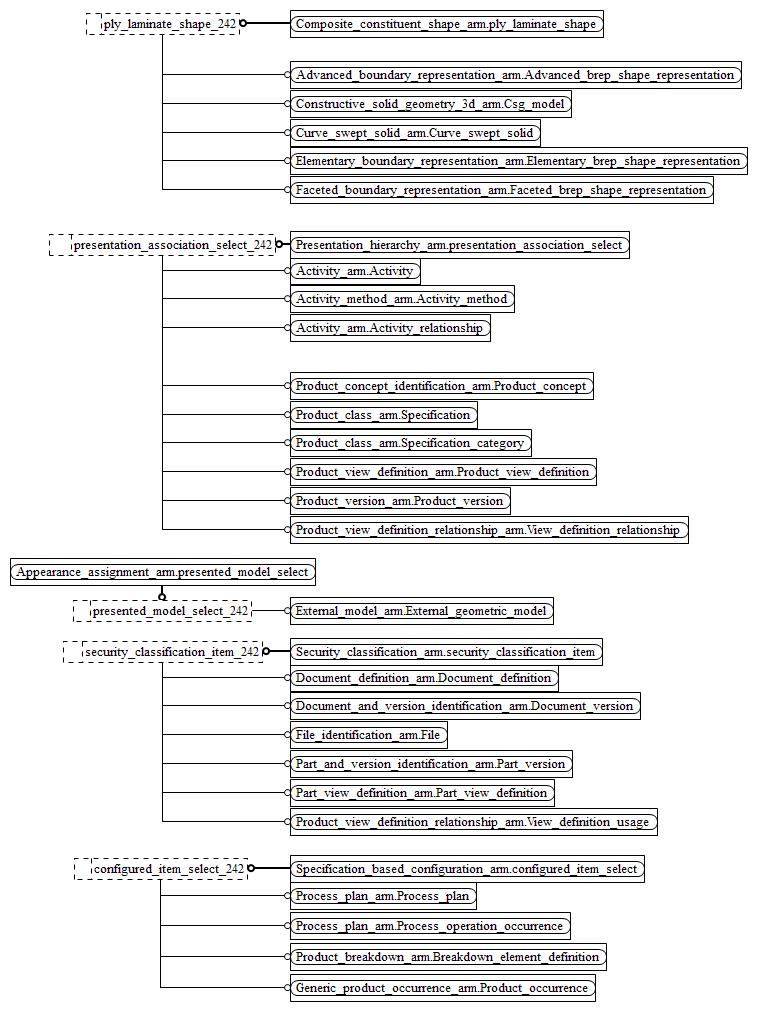 ply_laminate_shape_242
Composite_constituent_shape_arm.ply_laminate_shape
Advanced_boundary_representation_arm.Advanced_brep_shape_representation
Constructive_solid_geometry_3d_arm.Csg_model
Curve_swept_solid_arm.Curve_swept_solid
Elementary_boundary_representation_arm.Elementary_brep_shape_representation
Faceted_boundary_representation_arm.Faceted_brep_shape_representation
presentation_association_select_242
Presentation_hierarchy_arm.presentation_association_select
Activity_arm.Activity
Activity_method_arm.Activity_method
Activity_arm.Activity_relationship
Product_concept_identification_arm.Product_concept
Product_class_arm.Specification
Product_class_arm.Specification_category
Product_view_definition_arm.Product_view_definition
Product_version_arm.Product_version
Product_view_definition_relationship_arm.View_definition_relationship
Appearance_assignment_arm.presented_model_select
presented_model_select_242
External_model_arm.External_geometric_model
security_classification_item_242
Security_classification_arm.security_classification_item
Document_definition_arm.Document_definition
Document_and_version_identification_arm.Document_version
File_identification_arm.File
Part_and_version_identification_arm.Part_version
Part_view_definition_arm.Part_view_definition
Product_view_definition_relationship_arm.View_definition_usage
configured_item_select_242
Specification_based_configuration_arm.configured_item_select
Process_plan_arm.Process_plan
Process_plan_arm.Process_operation_occurrence
Product_breakdown_arm.Breakdown_element_definition
Generic_product_occurrence_arm.Product_occurrence